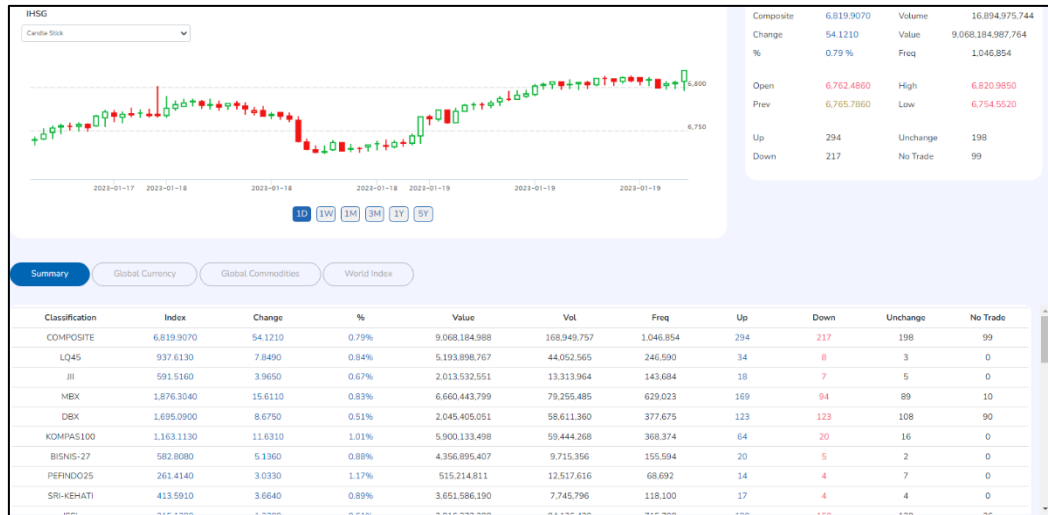 IHSG
Candle Stick
6,800
6,750
2023-01-17 2023-01-18 2023-01-18 2023-01-18 2023-01-19 2023-01-19 2023-01-19
1D 1W 1M 3M 1Y 5Y
Composite 6,819.9070 Volume 16,894,975,744
Change 54.1210 Value 9.068,184,987,764
% 0.79 % Freq 1,046,854
Open 6,762.4860 High 6,820.9850
Prev 6,765.7860 Low 6,754.5520
Up 294 Unchange 198
Down 217 No Trade 99
Summary Global Currency Global Commodities World Index
Classification Index Change % Value Vol Freq Up Down Unchange No Trade
COMPOSITE 6,819.9070 54.1210 0.79% 9,068,184,988 168,949,757 1,046,854 294 217 198 99
LQ45 937.6130 7.8490 0.84% 5,193,898,767 44,052,565 246,590 34 8 3 0
JII 591.5160 3.9650 0.67% 2,013,532,551 13,313,964 143,684 18 7 5 0
MBX 1,876.3040 15.6110 0.83% 6,660,443,799 79,255,485 629,023 169 94 89 10
DBX 1,695.0900 8.6750 0.51% 2,045,405,051 58,611,360 377,675 123 123 108 90
KOMPAS100 1,163.1130 11.6310 1.01% 5,900,133,498 59,444,268 368,374 64 20 16 0
BISNIS-27 582.8080 5.1360 0.88% 4,356,895,407 9,715,356 155,594 20 5 2 0
PEFINDO25 261.4140 3.0330 1.17% 515,214,811 12,517,616 68,692 14 4 7 0
SRI-KEHATI 413.5910 3.6640 0.89% 3,651,586,190 7,745,796 118,100 17 4 4 0